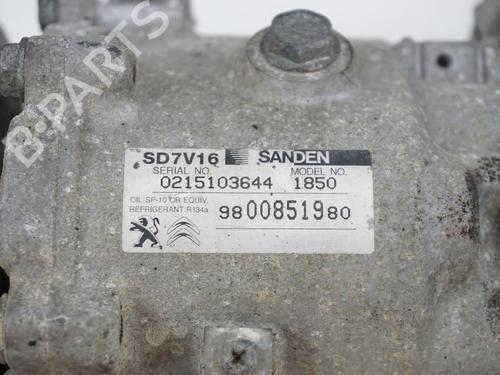 B-PARTS
SD7V16 SANDEN
SERIAL NO. MODEL NO.
0215103644 1850
OIL SP-10 OR EQUIV.
REFRIGERANT R134a
9800851980